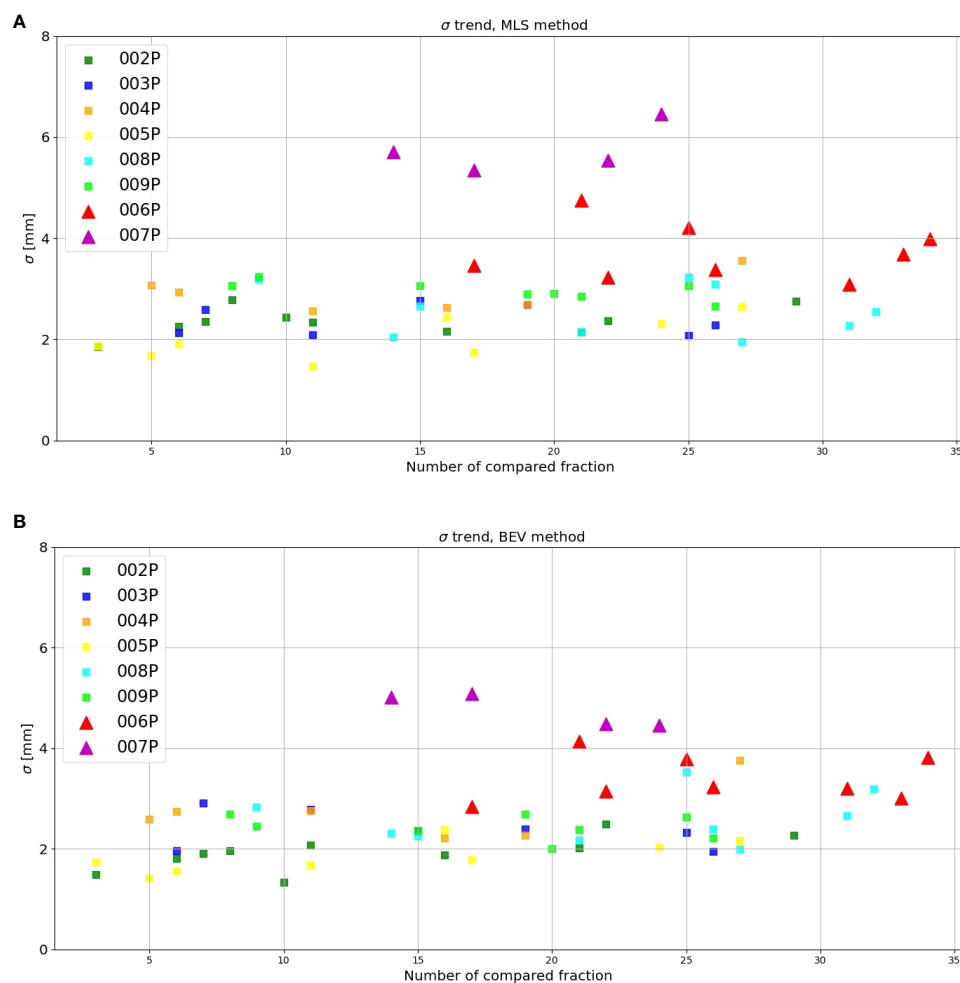 A
σ trend, MLS method
8
6
4
2
0
σ [mm]
002P
003P
004P
005P
008P
009P
006P
007P
5 10 15 20 25 30 35
Number of compared fraction
B
σ trend, BEV method
8
6
4
2
0
σ [mm]
002P
003P
004P
005P
008P
009P
006P
007P
5 10 15 20 25 30 35
Number of compared fraction